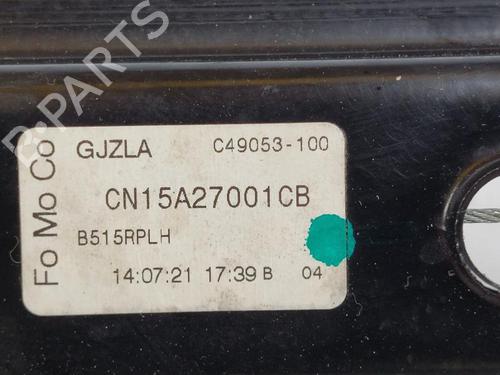 Fo Mo Co
GJZLA C49053-100
CN15A27001CB
B515RPLH
14:07:21 17:39 B 04
B-PARTS